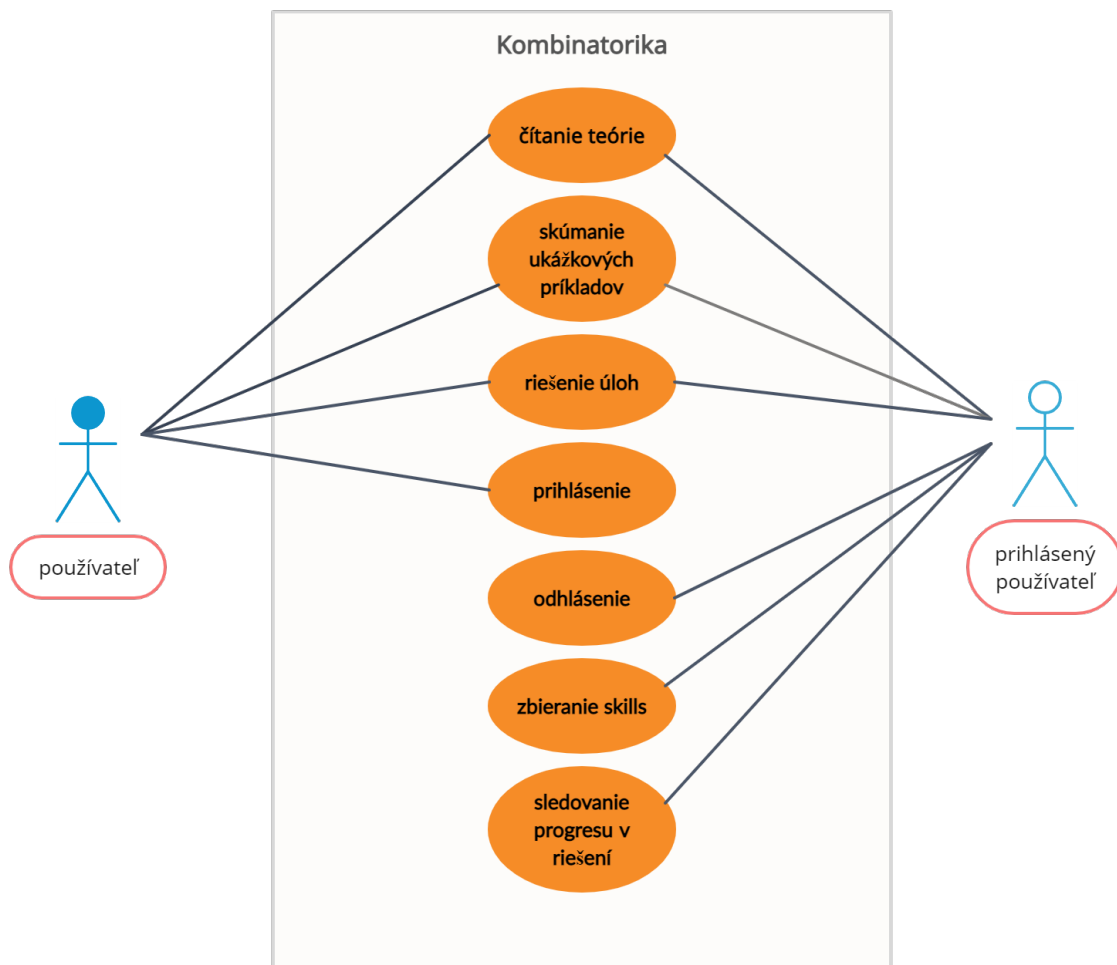 Kombinatorika
čítanie teórie
skúmanie
ukážkových
príkladov
riešenie úloh
prihlásenie
odhlásenie
zbieranie skills
sledovanie
progresu v
riešení
používateľ
prihlásený
používateľ